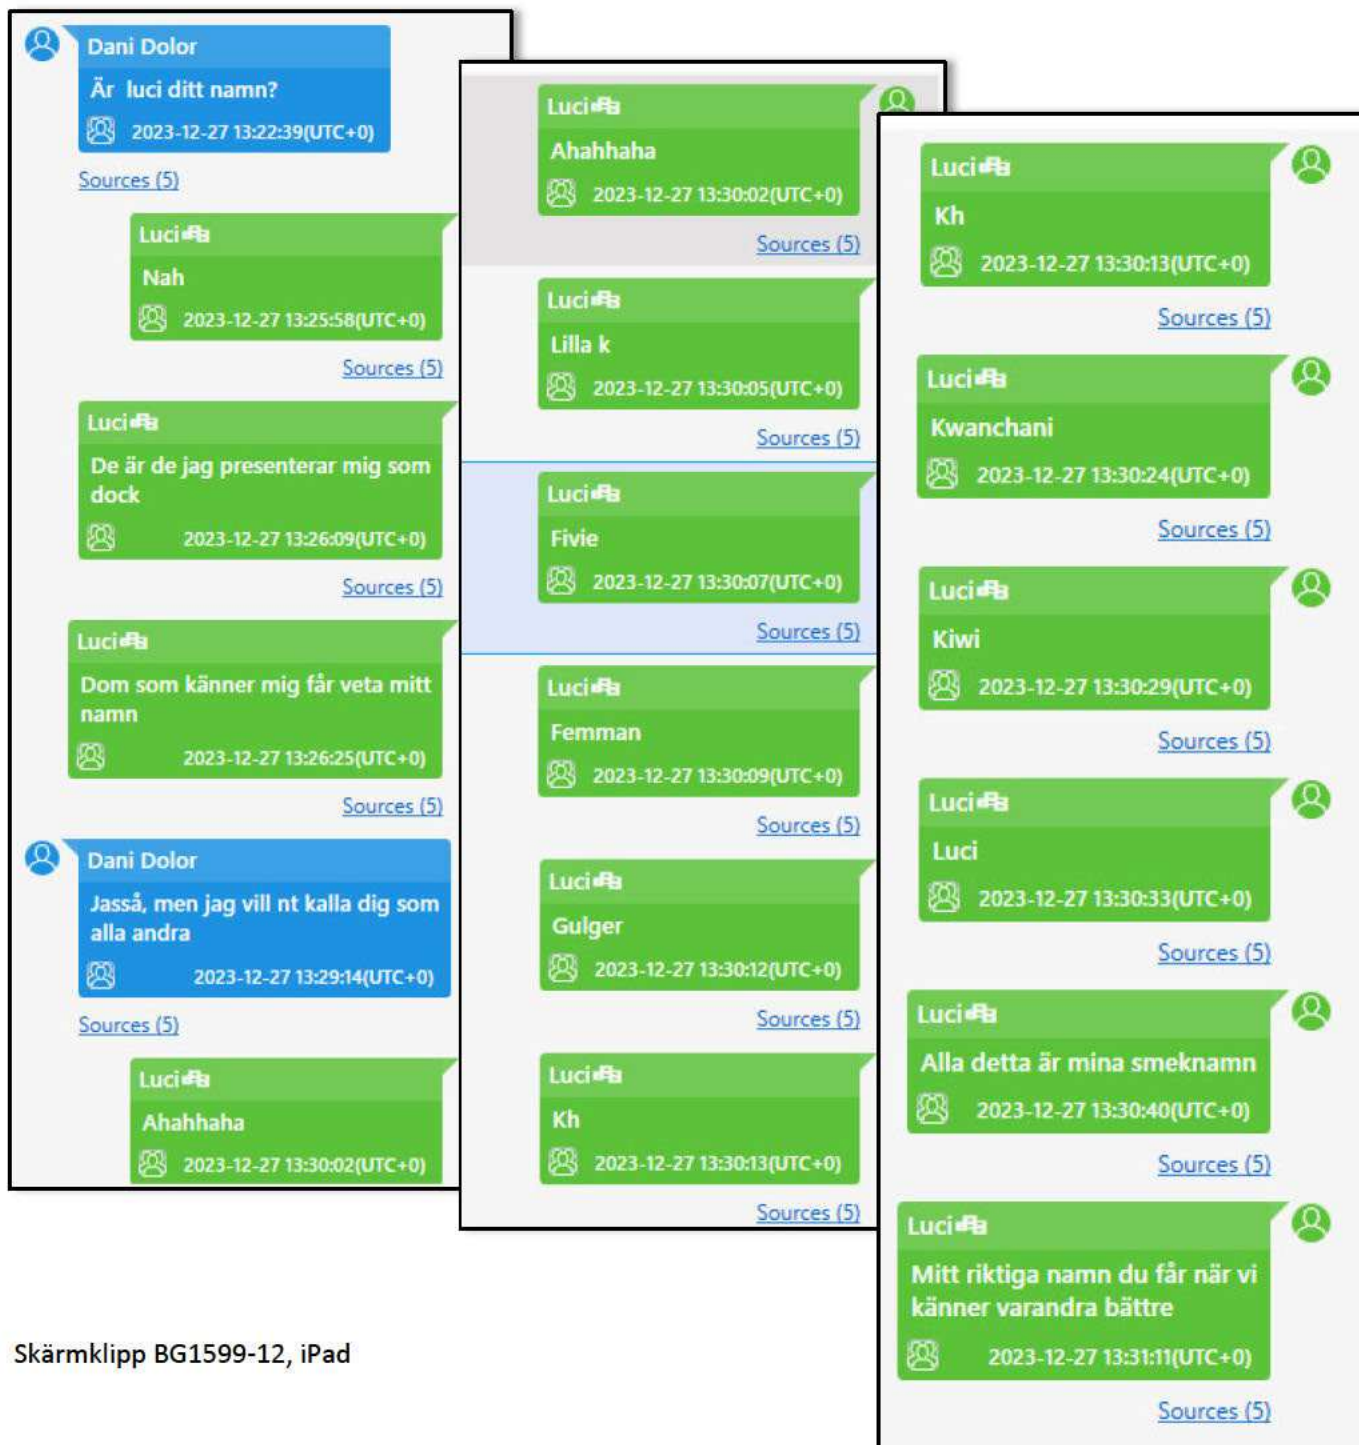 Dani Dolor
Är luci ditt namn?
2023-12-27 13:22:39(UTC+0)
Sources (5)
Luci
Nah
2023-12-27 13:25:58(UTC+0)
Sources (5)
Luci
De är de jag presenterar mig som
dock
2023-12-27 13:26:09(UTC+0)
Sources (5)
Luci
Dom som känner mig får veta mitt
namn
2023-12-27 13:26:25(UTC+0)
Sources (5)
Dani Dolor
Jasså, men jag vill nt kalla dig som
alla andra
2023-12-27 13:29:14(UTC+0)
Sources (5)
Luci
Ahahhaha
2023-12-27 13:30:02(UTC+0)
Luci
Ahahhaha
2023-12-27 13:30:02(UTC+0)
Sources (5)
Luci
Lilla k
2023-12-27 13:30:05(UTC+0)
Sources (5)
Luci
Fivie
2023-12-27 13:30:07(UTC+0)
Sources (5)
Luci
Femman
2023-12-27 13:30:09(UTC+0)
Sources (5)
Luci
Gulger
2023-12-27 13:30:12(UTC+0)
Sources (5)
Luci
Kh
2023-12-27 13:30:13(UTC+0)
Sources (5)
Luci
Kh
2023-12-27 13:30:13(UTC+0)
Sources (5)
Luci
Kwanchani
2023-12-27 13:30:24(UTC+0)
Sources (5)
Luci
Kiwi
2023-12-27 13:30:29(UTC+0)
Sources (5)
Luci
Luci
2023-12-27 13:30:33(UTC+0)
Sources (5)
Luci
Alla detta är mina smeknamn
2023-12-27 13:30:40(UTC+0)
Sources (5)
Luci
Mitt riktiga namn du får när vi
känner varandra bättre
2023-12-27 13:31:11(UTC+0)
Sources (5)
Skärmklipp BG1599-12, iPad